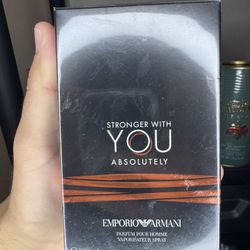 STRONGER WITH
YOU
ABSOLUTELY
EMPORIO ARMANI
PARFUM POUR HOMME
VAPORISATEUR SPRAY